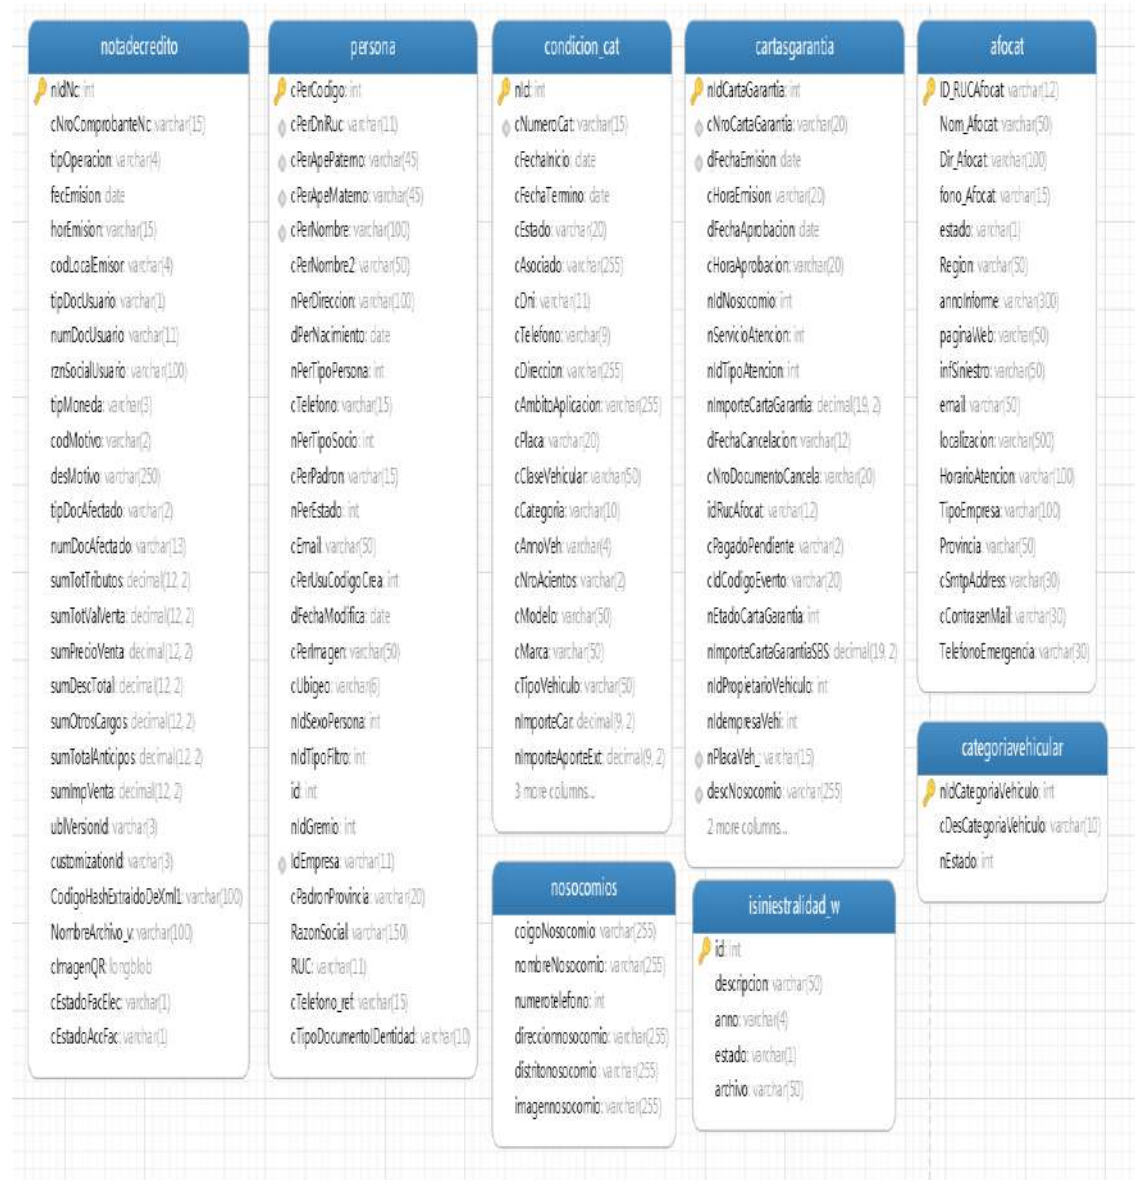 notadecredito
nIdNc: int
cNroComprobanteNc: varchar(15)
tipOperacion: varchar(4)
fecEmision: date
horEmision: varchar(15)
codLocalEmisor: varchar(4)
tipDocUsuario: varchar(1)
numDocUsuario: varchar(11)
rznSocialUsuario: varchar(100)
tipMoneda: varchar(3)
codMotivo: varchar(2)
desMotivo: varchar(250)
tipDocAfectado: varchar(2)
numDocAfectado: varchar(13)
sumTotTributos: decimal(12, 2)
sumTotValVenta: decimal(12, 2)
sumPrecioVenta: decimal(12, 2)
sumDescTotal: decimal(12, 2)
sumOtrosCargos: decimal(12, 2)
sumTotalAnticipos: decimal(12, 2)
sumImpVenta: decimal(12, 2)
ublVersionId: varchar(3)
customizationId: varchar(3)
CodigoHashExtraidoDeXml1: varchar(100)
NombreArchivo_v: varchar(100)
cImagenQR: longblob
cEstadoFacElec: varchar(1)
cEstadoAccFac: varchar(1)
persona
cPerCodigo: int
cPerDniRuc: varchar(11)
cPerApePaterno: varchar(45)
cPerApeMaterno: varchar(45)
cPerNombre: varchar(100)
cPerNombre2: varchar(50)
nPerDireccion: varchar(100)
dPerNacimiento: date
nPerTipoPersona: int
cTelefono: varchar(15)
nPerTipoSocio: int
cPerPadron: varchar(15)
nPerEstado: int
cEmail: varchar(50)
cPerUsuCodigoCrea: int
dFechaModifica: date
cPerImagen: varchar(50)
cUbigeo: varchar(6)
nIdSexoPersona: int
nIdTipoFiltro: int
id: int
nIdGremio: int
IdEmpresa: varchar(11)
cPadronProvincia: varchar(20)
RazonSocial: varchar(150)
RUC: varchar(11)
cTelefono_ref: varchar(15)
cTipoDocumentoIDentidad: varchar(10)
condicion_cat
nId: int
cNumeroCat: varchar(15)
cFechaInicio: date
cFechaTermino: date
cEstado: varchar(20)
cAsociado: varchar(255)
cDni: varchar(11)
cTelefono: varchar(9)
cDireccion: varchar(255)
cAmbitoAplicacion: varchar(255)
cPlaca: varchar(20)
cClaseVehicular: varchar(50)
cCategoria: varchar(10)
cAnnoVeh: varchar(4)
cNroAcientos: varchar(2)
cModelo: varchar(50)
cMarca: varchar(50)
cTipoVehiculo: varchar(50)
nImporteCar: decimal(9, 2)
nImporteAporteExt: decimal(9, 2)
3 more columns...
cartasgarantia
nIdCartaGarantia: int
cNroCartaGarantia: varchar(20)
dFechaEmision: date
cHoraEmision: varchar(20)
dFechaAprobacion: date
cHoraAprobacion: varchar(20)
nIdNosocomio: int
nServicioAtencion: int
nIdTipoAtencion: int
nImporteCartaGarantia: decimal(19, 2)
dFechaCancelacion: varchar(12)
cNroDocumentoCancela: varchar(20)
idRucAfocat: varchar(12)
cPagadoPendiente: varchar(2)
cIdCodigoEvento: varchar(20)
nEtadoCartaGarantia: int
nImporteCartaGarantiaSBS: decimal(19, 2)
nIdPropietarioVehiculo: int
nIdempresaVehi: int
nPlacaVeh_: varchar(15)
descNosocomio: varchar(255)
2 more columns...
afocat
ID_RUCAfocat: varchar(12)
Nom_Afocat: varchar(50)
Dir_Afocat: varchar(100)
fono_Afocat: varchar(15)
estado: varchar(1)
Region: varchar(50)
annoInforme: varchar(300)
paginaWeb: varchar(50)
infSiniestro: varchar(50)
email: varchar(50)
localizacion: varchar(500)
HorarioAtencion: varchar(100)
TipoEmpresa: varchar(100)
Provincia: varchar(50)
cSmtpAddress: varchar(30)
cContrasenMail: varchar(30)
TelefonoEmergencia: varchar(30)
categoriavehicular
nIdCategoriaVehiculo: int
cDesCategoriaVehiculo: varchar(10)
nEstado: int
nosocomios
coigoNosocomio: varchar(255)
nombreNosocomio: varchar(255)
numerotelefono: int
direccionnosocomio: varchar(255)
distritonosocomio: varchar(255)
imagennosocomio: varchar(255)
isiniestralidad_w
id: int
descripcion: varchar(50)
anno: varchar(4)
estado: varchar(1)
archivo: varchar(50)